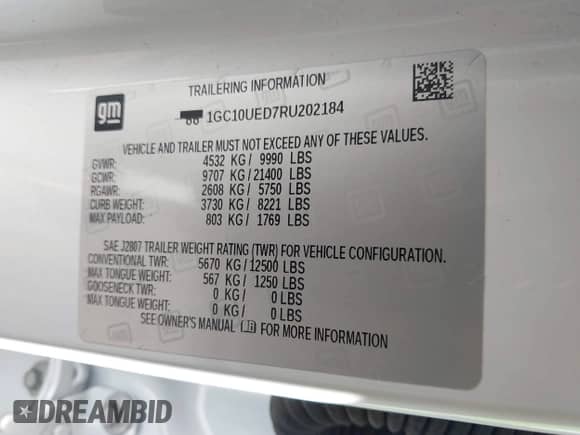 gm
TRAILERING INFORMATION
1GC10UED7RU202184
VEHICLE AND TRAILER MUST NOT EXCEED ANY OF THESE VALUES.
GVWR: 4532 KG / 9990 LBS
GCWR: 9707 KG / 21400 LBS
RGAWR: 2608 KG / 5750 LBS
CURB WEIGHT: 3730 KG / 8221 LBS
MAX PAYLOAD: 803 KG / 1769 LBS
SAE J2807 TRAILER WEIGHT RATING (TWR) FOR VEHICLE CONFIGURATION.
CONVENTIONAL TWR: 5670 KG / 12500 LBS
MAX TONGUE WEIGHT: 567 KG / 1250 LBS
GOOSENECK TWR: 0 KG / 0 LBS
MAX TONGUE WEIGHT: 0 KG / 0 LBS
SEE OWNER'S MANUAL FOR MORE INFORMATION
DREAMBID